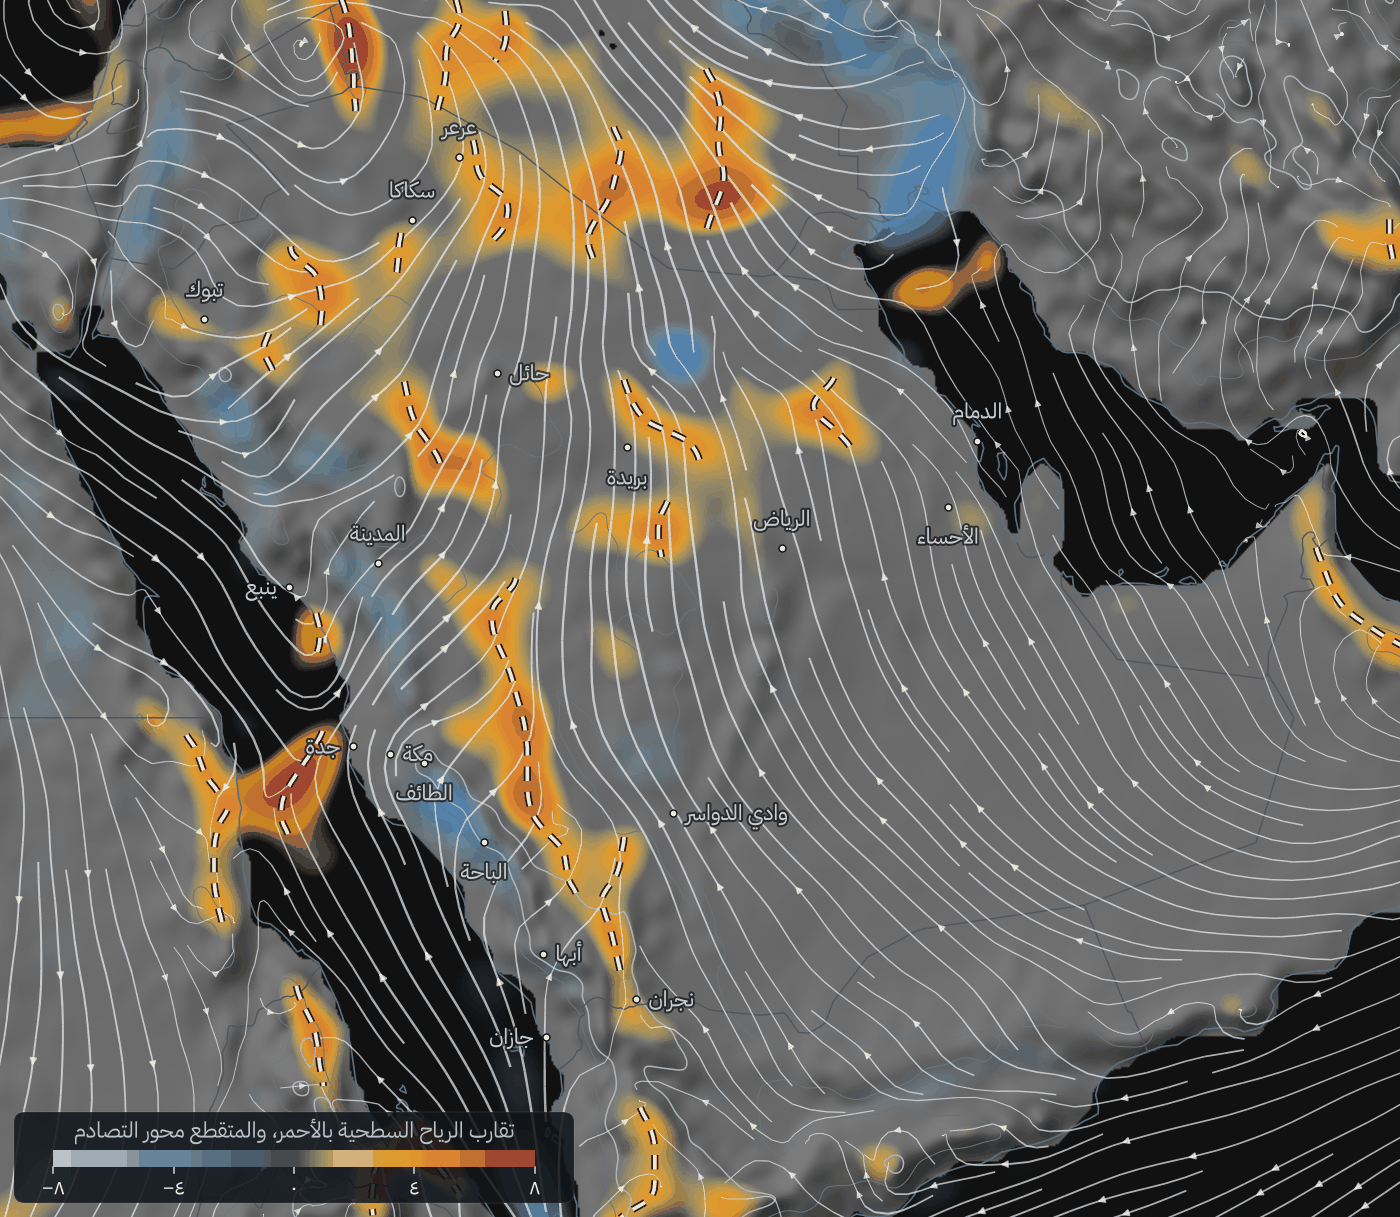 عرعر
سكاكا
تبوك
حائل
الدمام
بريدة
الرياض
الأحساء
المدينة
ينبع
جدة
مكة
الطائف
وادي الدواسر
الباحة
أبها
نجران
جازان
تقارب الرياح السطحية بالأحمر، والمتقطع محور التصادم
−٨ −٤ ٠ ٤ ٨